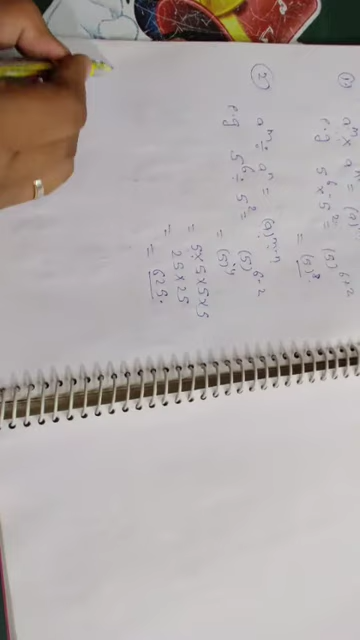 ①
a^m × a^n = (a)
e.g 5^6 × 5^2 = (5)^6+2
= (5)^8.
②
a^m ÷ a^n = (a)^m-n
e.g 5^6 ÷ 5^2 = (5)^6-2
= (5)^4
= 5×5×5×5
= 25×25
= 625.